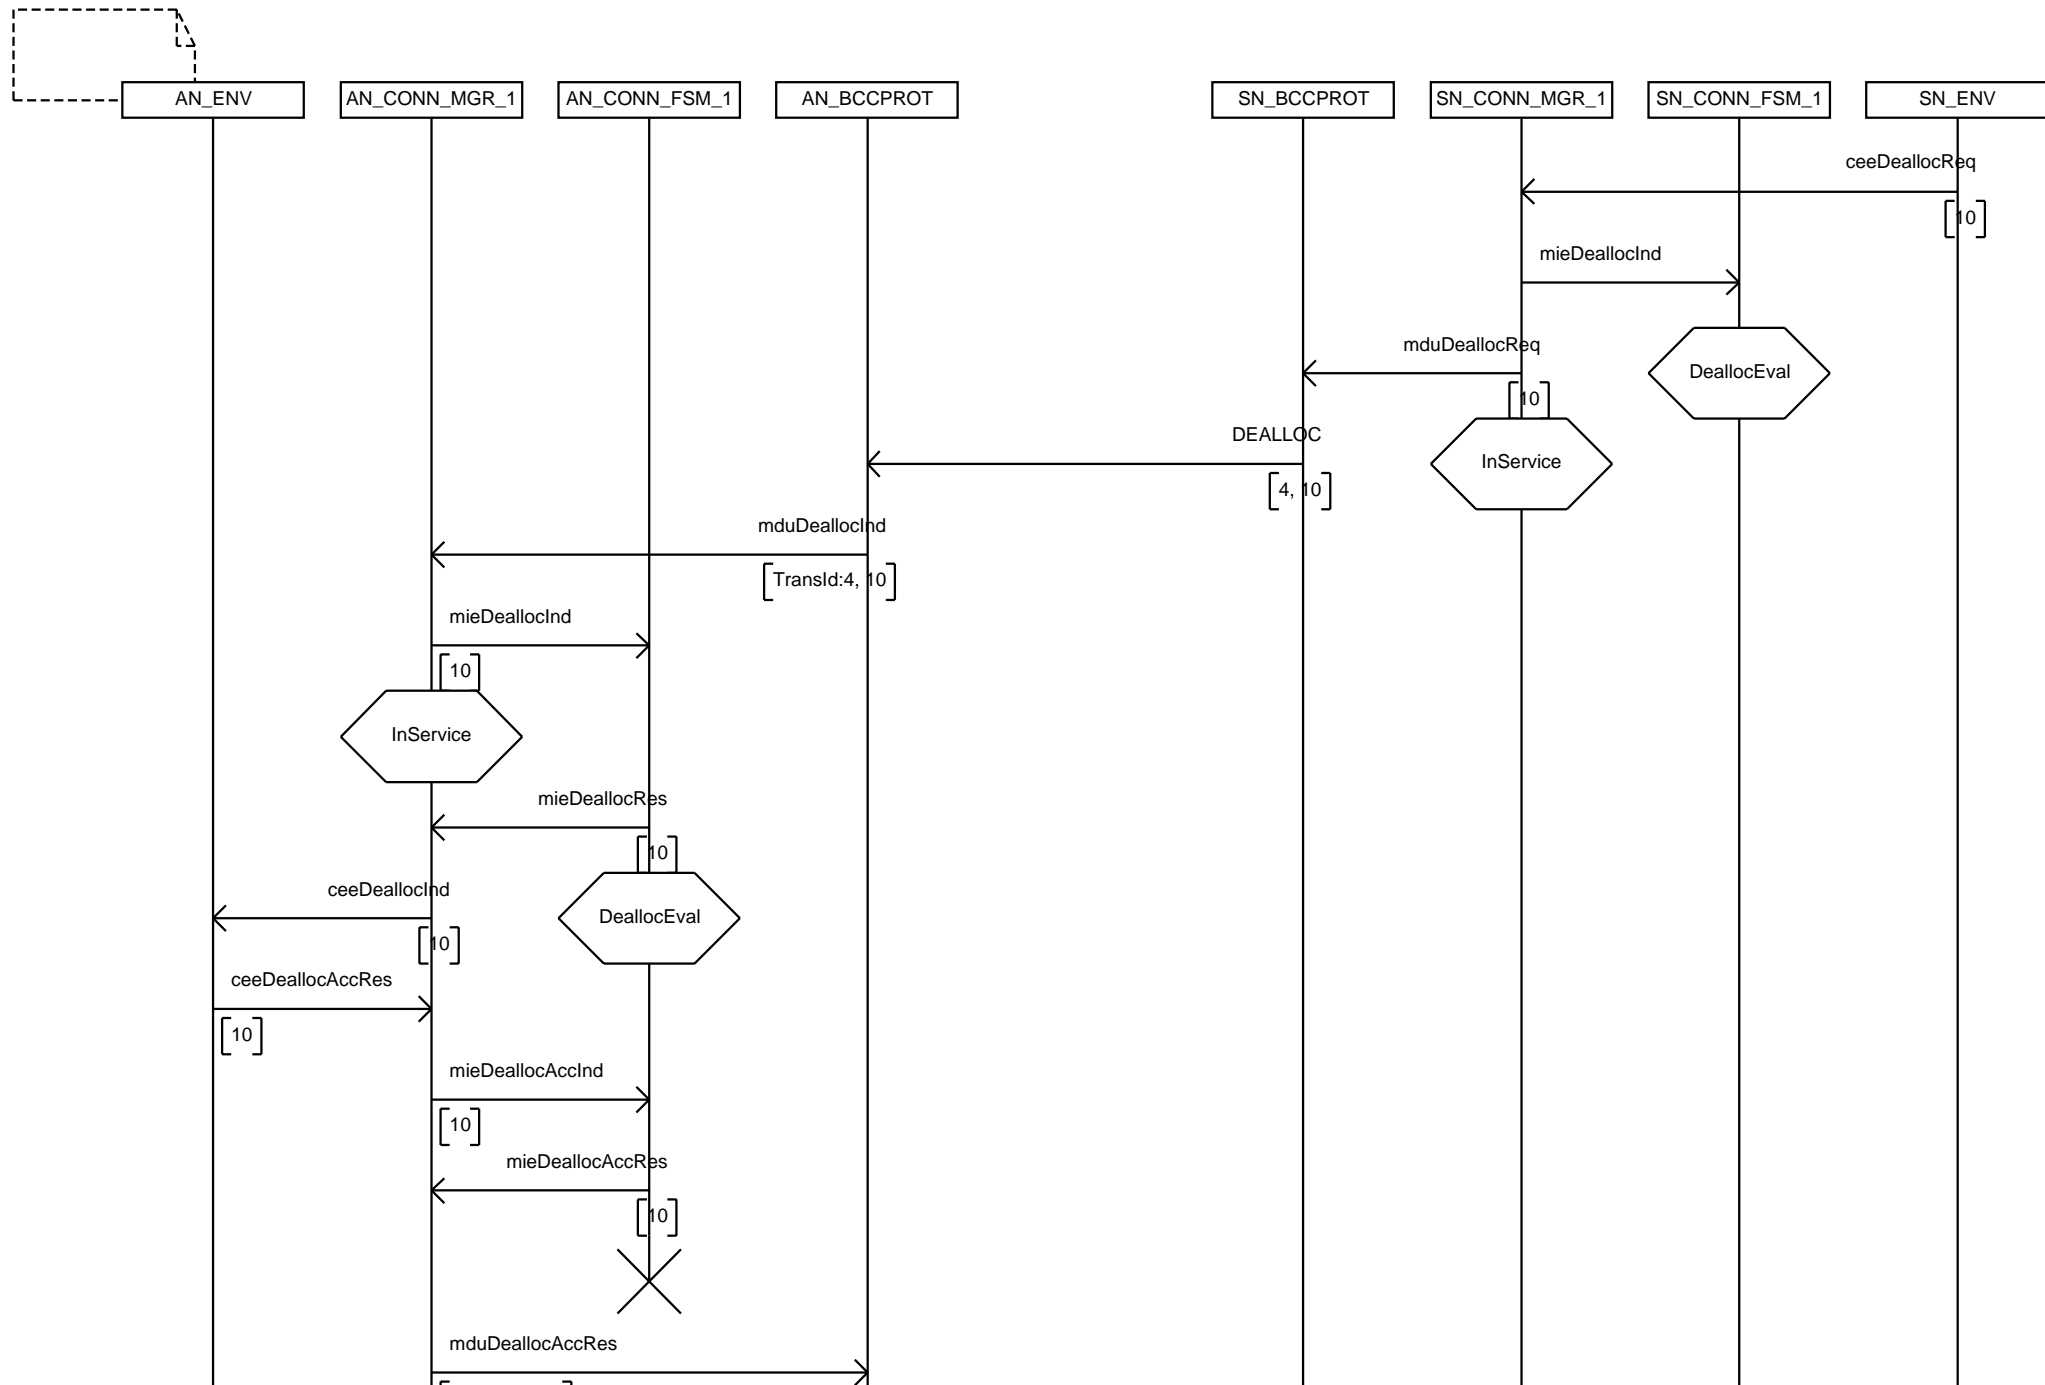 AN_ENV AN_CONN_MGR_1 AN_CONN_FSM_1 AN_BCCPROT SN_BCCPROT SN_CONN_MGR_1 SN_CONN_FSM_1 SN_ENV
ceeDeallocReq
10
mieDeallocInd
mduDeallocReq
DeallocEval
10
DEALLOC
InService
4, 10
mduDeallocInd
TransId:4, 10
mieDeallocInd
10
InService
mieDeallocRes
10
ceeDeallocInd
DeallocEval
10
ceeDeallocAccRes
10
mieDeallocAccInd
10
mieDeallocAccRes
10
mduDeallocAccRes